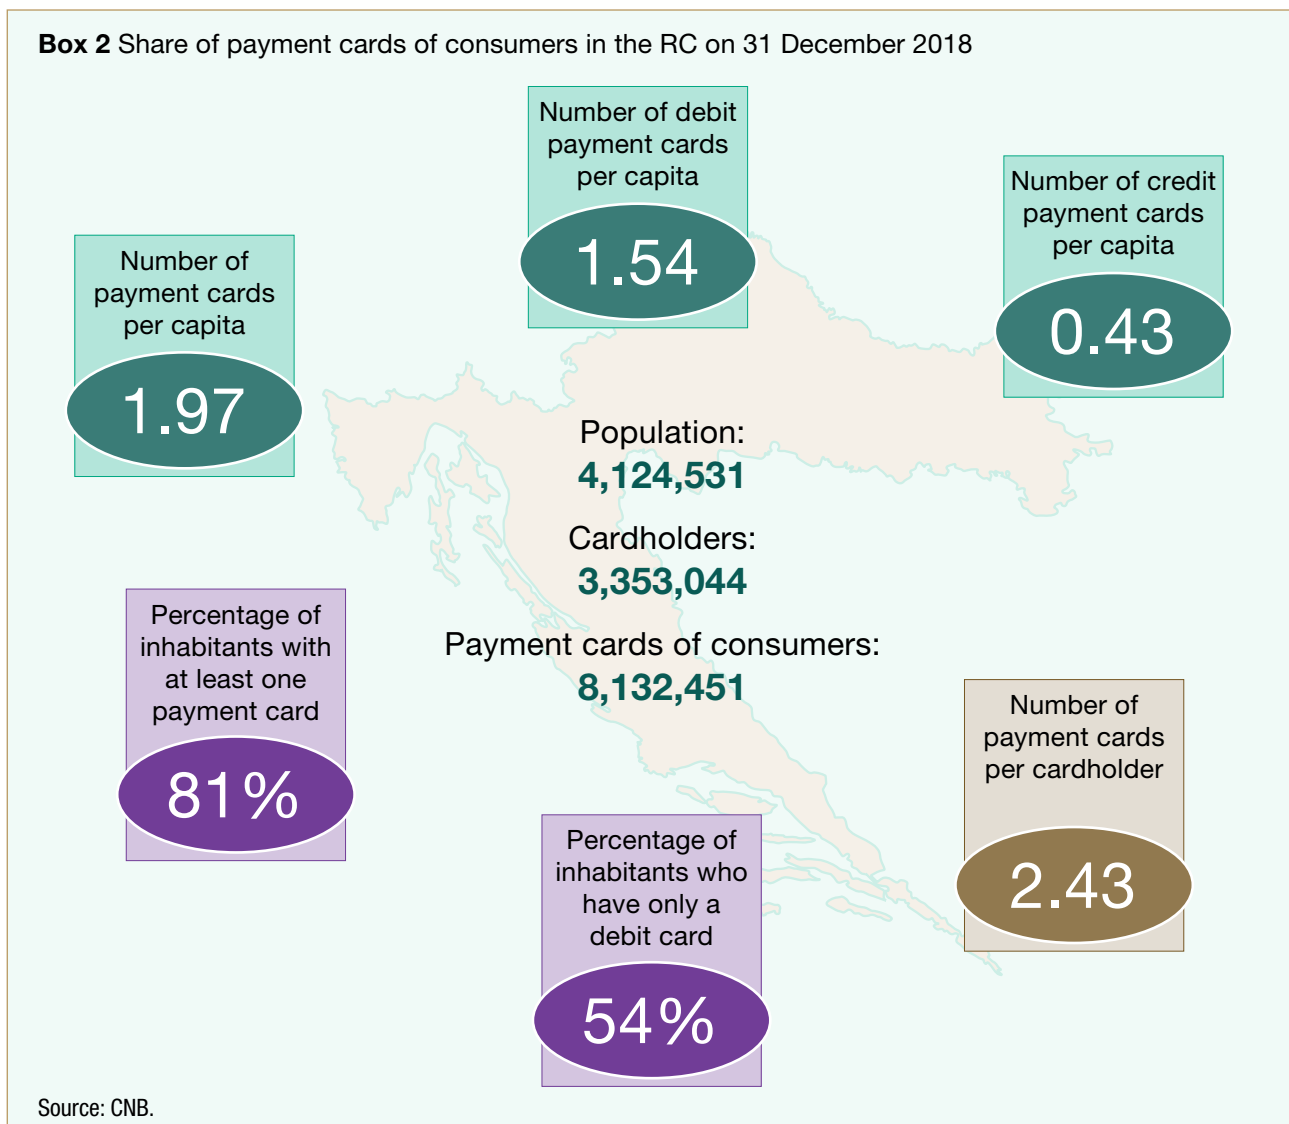 Box 2 Share of payment cards of consumers in the RC on 31 December 2018
Number of debit
payment cards
per capita
1.54
Number of credit
payment cards
per capita
0.43
Number of
payment cards
per capita
1.97
Population:
4,124,531
Cardholders:
3,353,044
Payment cards of consumers:
8,132,451
Percentage of
inhabitants with
at least one
payment card
81%
Number of
payment cards
per cardholder
2.43
Percentage of
inhabitants who
have only a
debit card
54%
Source: CNB.